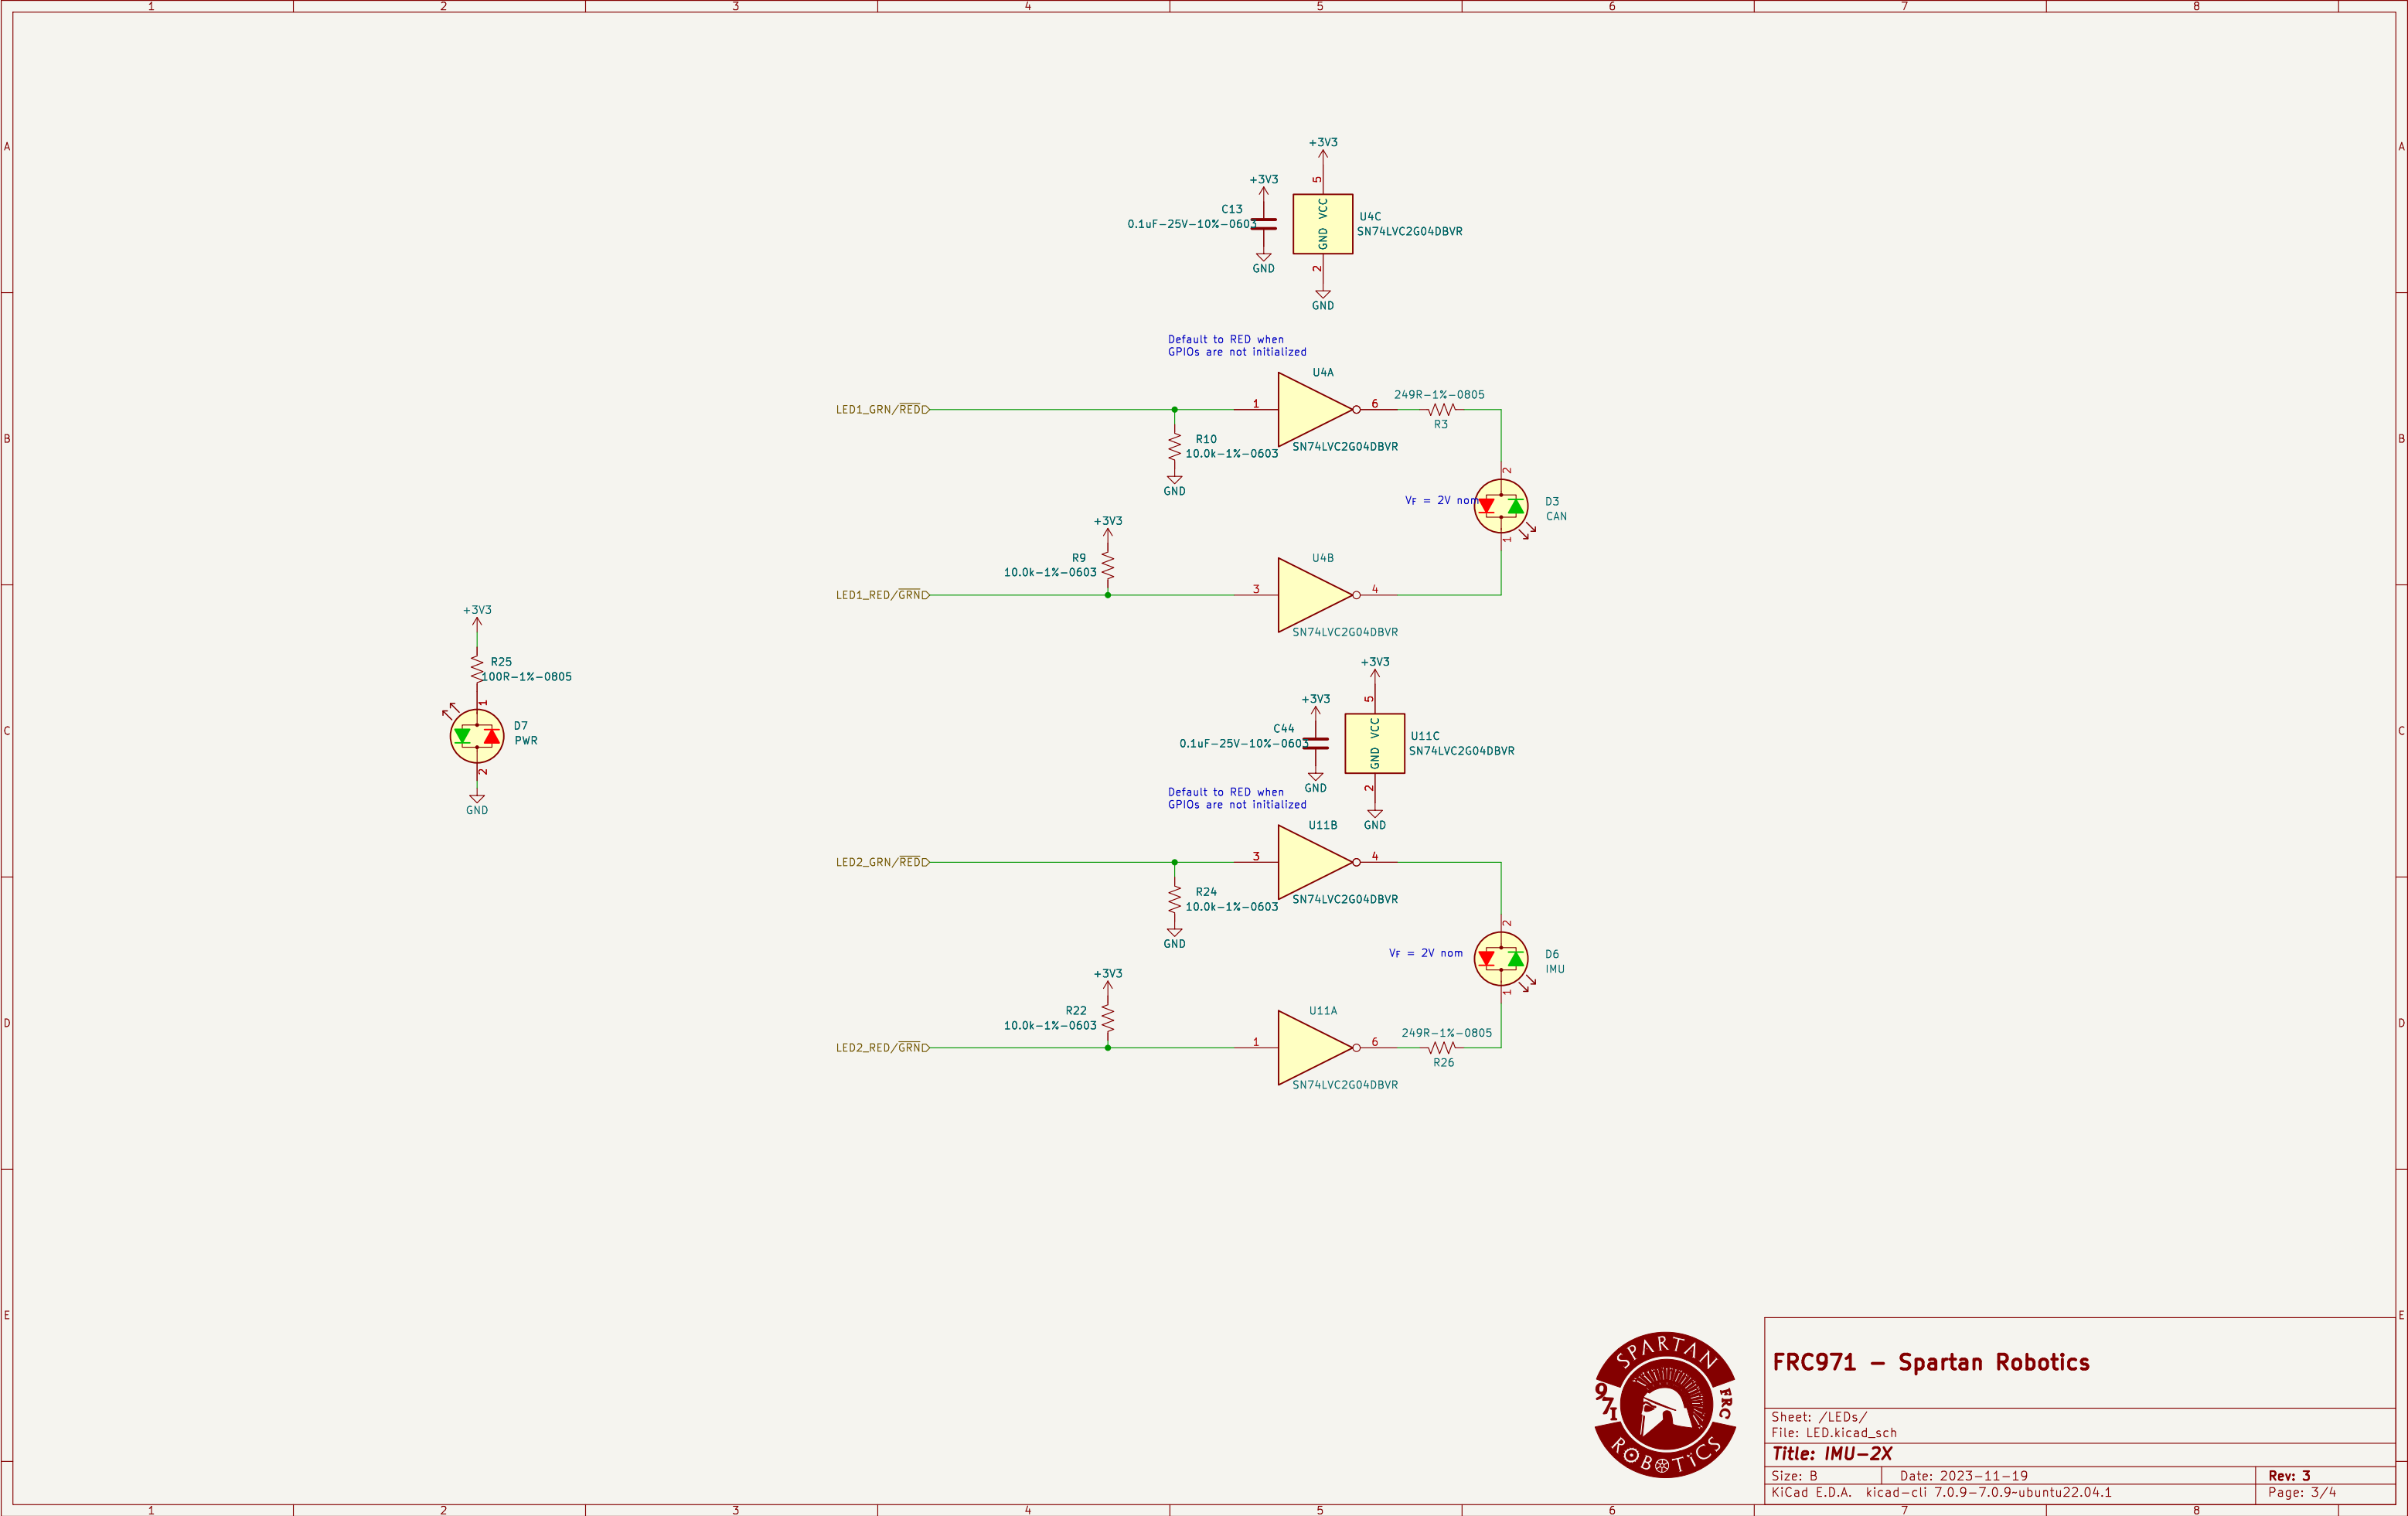 1 2 3 4 5 6 7 8
A A
B B
C C
D D
E E
+3V3
5
VCC
GND
2
GND
U4C
SN74LVC2G04DBVR
+3V3
C13
0.1uF-25V-10%-0603
GND
Default to RED when
GPIOs are not initialized
U4A
LED1_GRN/RED
1
6
SN74LVC2G04DBVR
249R-1%-0805
R3
R10
10.0k-1%-0603
GND
2
VF = 2V nom
D3
CAN
1
+3V3
R9
10.0k-1%-0603
U4B
LED1_RED/GRN
3
4
SN74LVC2G04DBVR
+3V3
R25
100R-1%-0805
1
D7
PWR
2
GND
+3V3
5
VCC
GND
2
GND
U11C
SN74LVC2G04DBVR
+3V3
C44
0.1uF-25V-10%-0603
GND
Default to RED when
GPIOs are not initialized
U11B
LED2_GRN/RED
3
4
SN74LVC2G04DBVR
R24
10.0k-1%-0603
GND
2
VF = 2V nom
D6
IMU
1
+3V3
R22
10.0k-1%-0603
U11A
LED2_RED/GRN
1
6
SN74LVC2G04DBVR
249R-1%-0805
R26
SPARTAN
971
FRC
ROBOTICS
FRC971 - Spartan Robotics
Sheet: /LEDs/
File: LED.kicad_sch
Title: IMU-2X
Size: B Date: 2023-11-19 Rev: 3
KiCad E.D.A. kicad-cli 7.0.9-7.0.9~ubuntu22.04.1 Page: 3/4
1 2 3 4 5 6 7 8